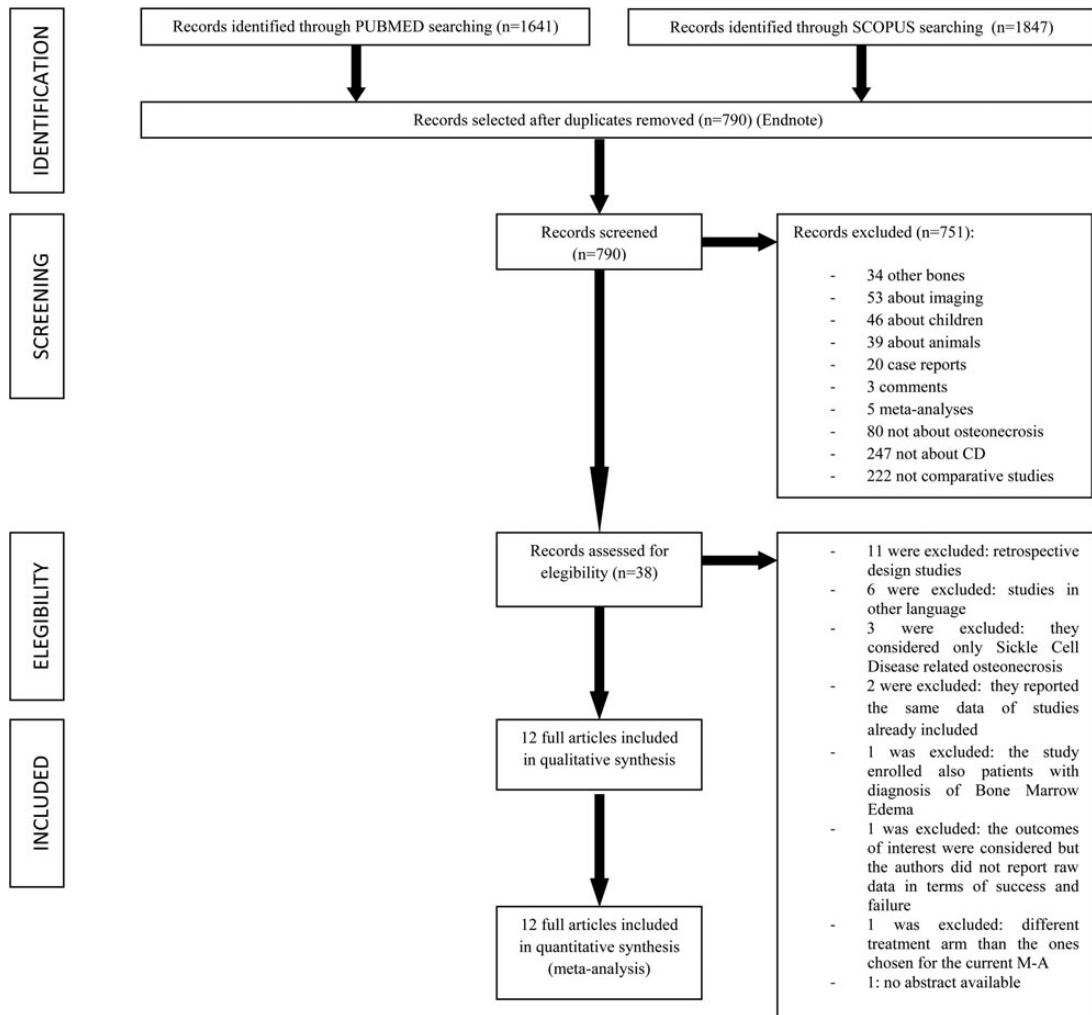 IDENTIFICATION
Records identified through PUBMED searching (n=1641)
Records identified through SCOPUS searching (n=1847)
Records selected after duplicates removed (n=790) (Endnote)
SCREENING
Records screened
(n=790)
Records excluded (n=751):
- 34 other bones
- 53 about imaging
- 46 about children
- 39 about animals
- 20 case reports
- 3 comments
- 5 meta-analyses
- 80 not about osteonecrosis
- 247 not about CD
- 222 not comparative studies
ELEGIBILITY
Records assessed for
elegibility (n=38)
- 11 were excluded: retrospective
design studies
- 6 were excluded: studies in
other language
- 3 were excluded: they
considered only Sickle Cell
Disease related osteonecrosis
- 2 were excluded: they reported
the same data of studies
already included
- 1 was excluded: the study
enrolled also patients with
diagnosis of Bone Marrow
Edema
- 1 was excluded: the outcomes
of interest were considered but
the authors did not report raw
data in terms of success and
failure
- 1 was excluded: different
treatment arm than the ones
chosen for the current M-A
- 1: no abstract available
INCLUDED
12 full articles included
in qualitative synthesis
12 full articles included
in quantitative synthesis
(meta-analysis)